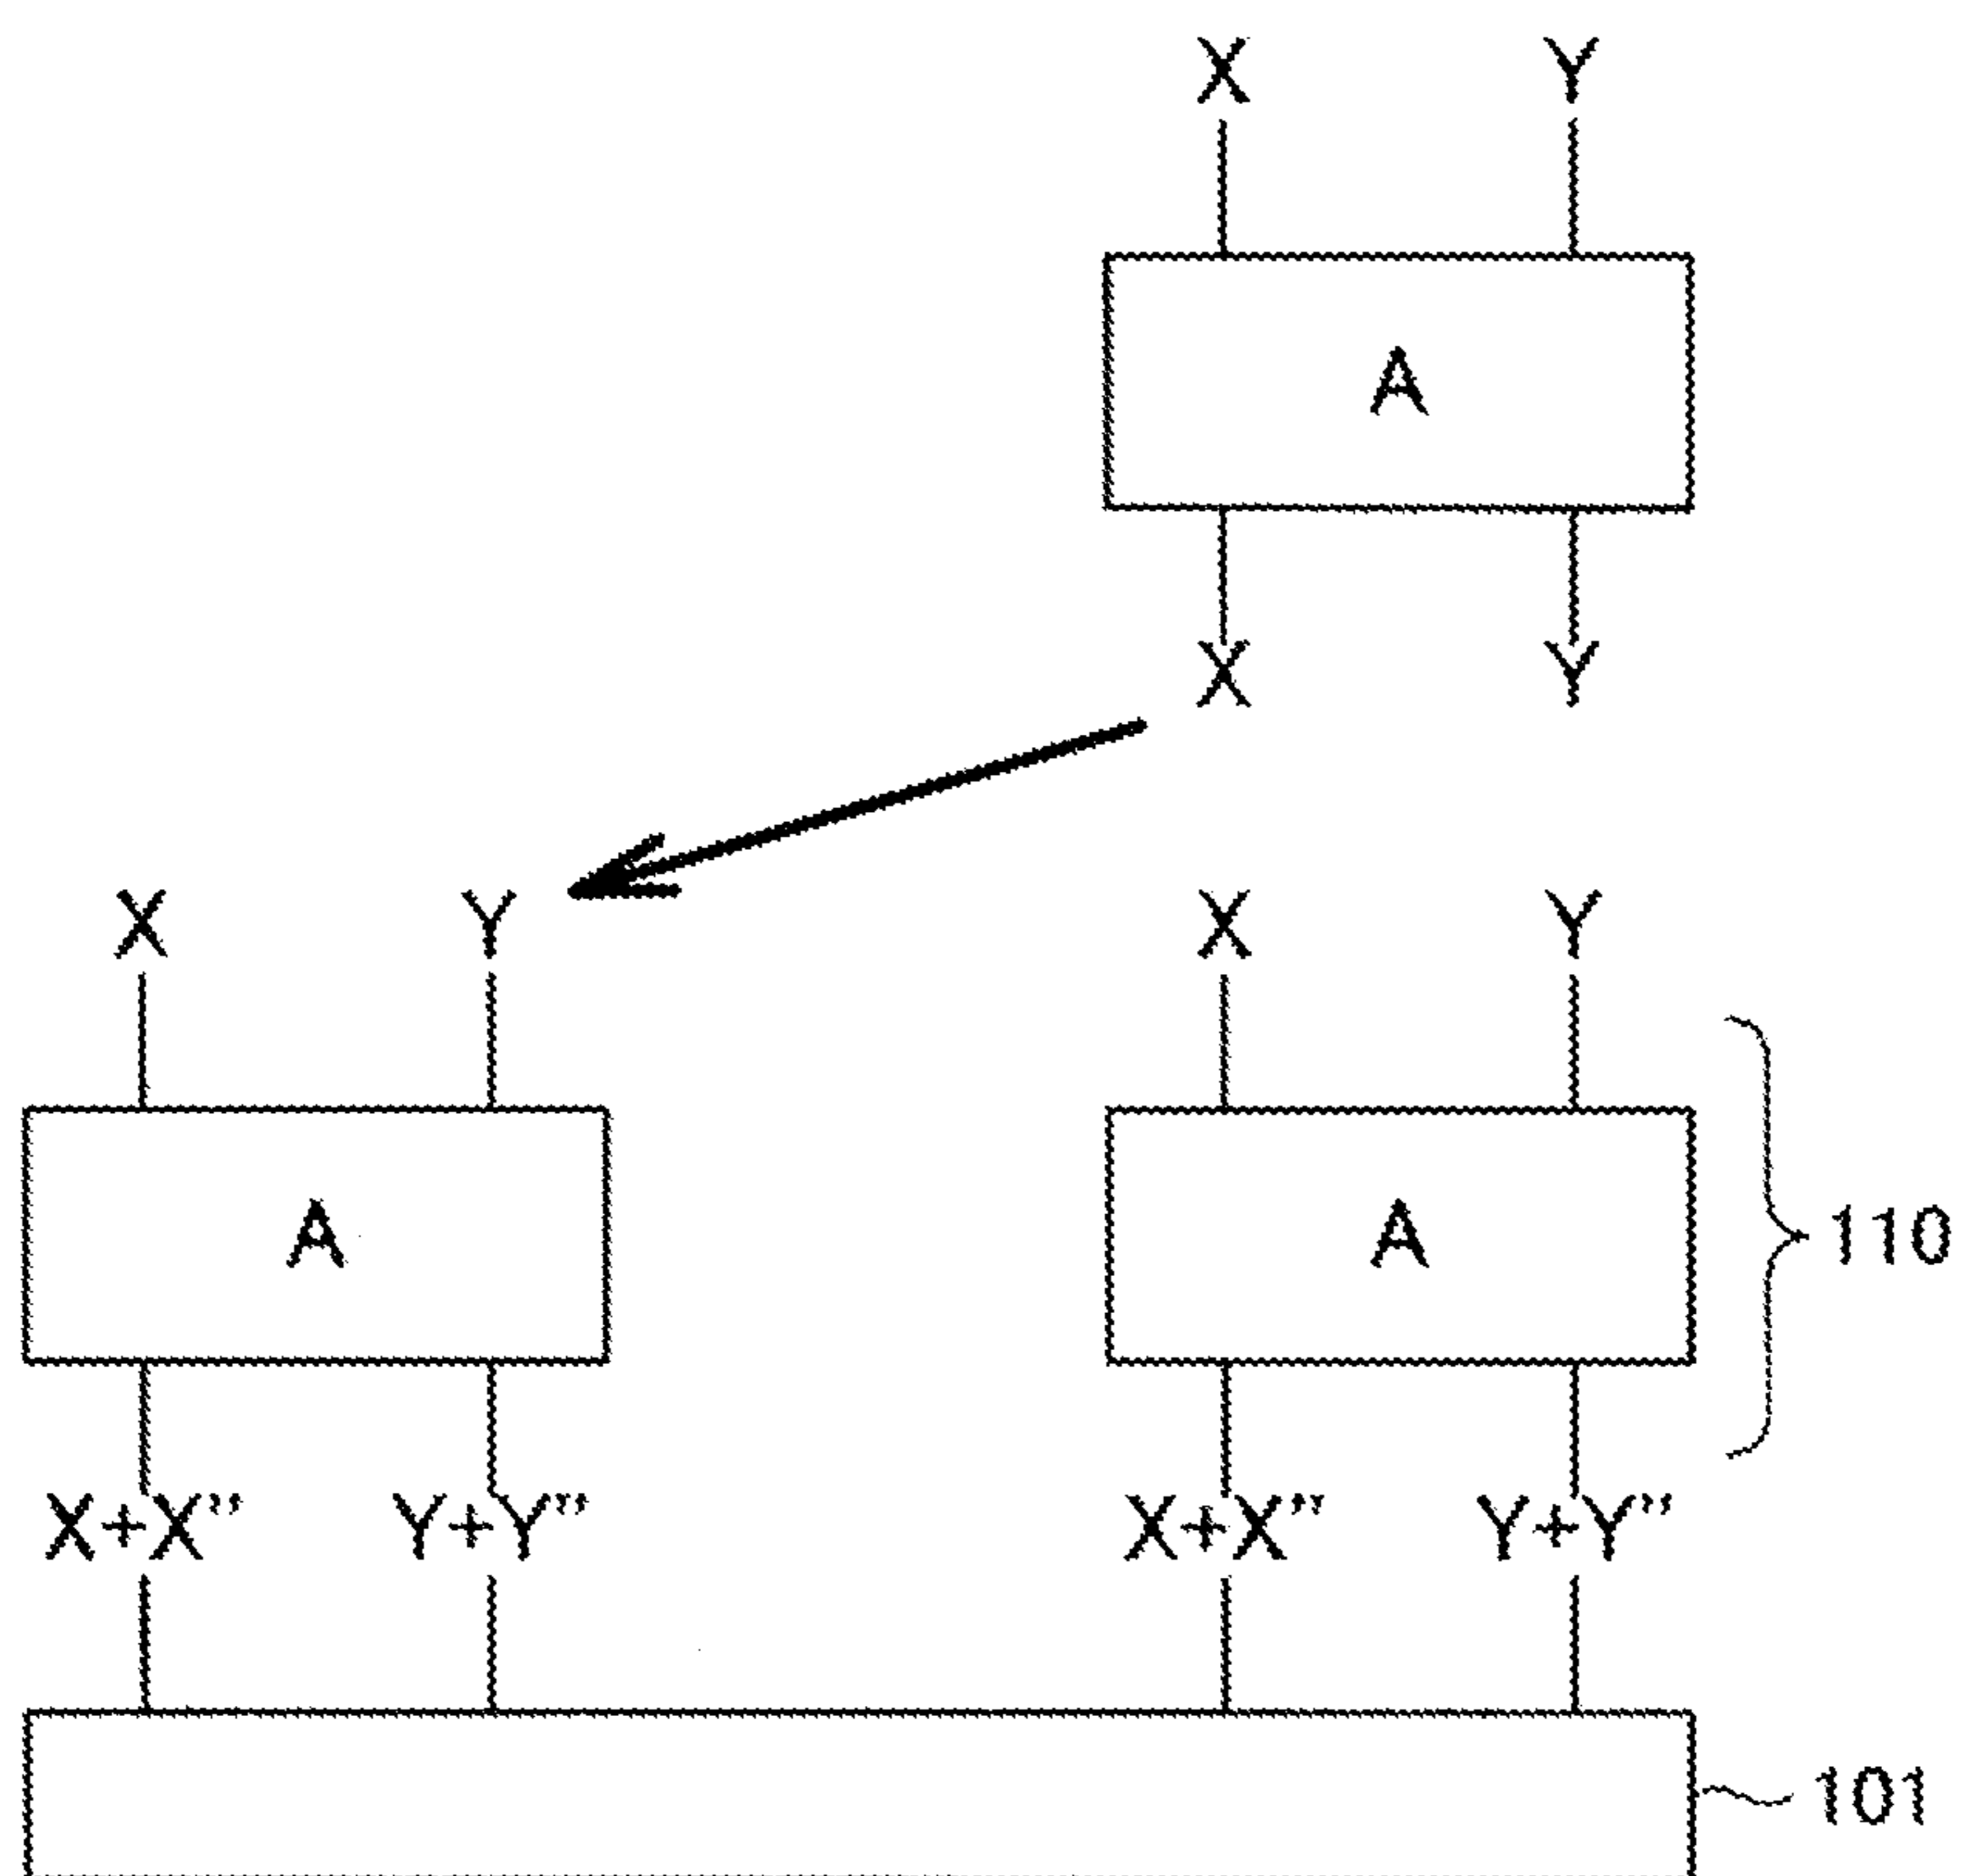 X Y
A
X Y
X Y X Y
A A 110
X+X” Y+Y” X+X” Y+Y”
101